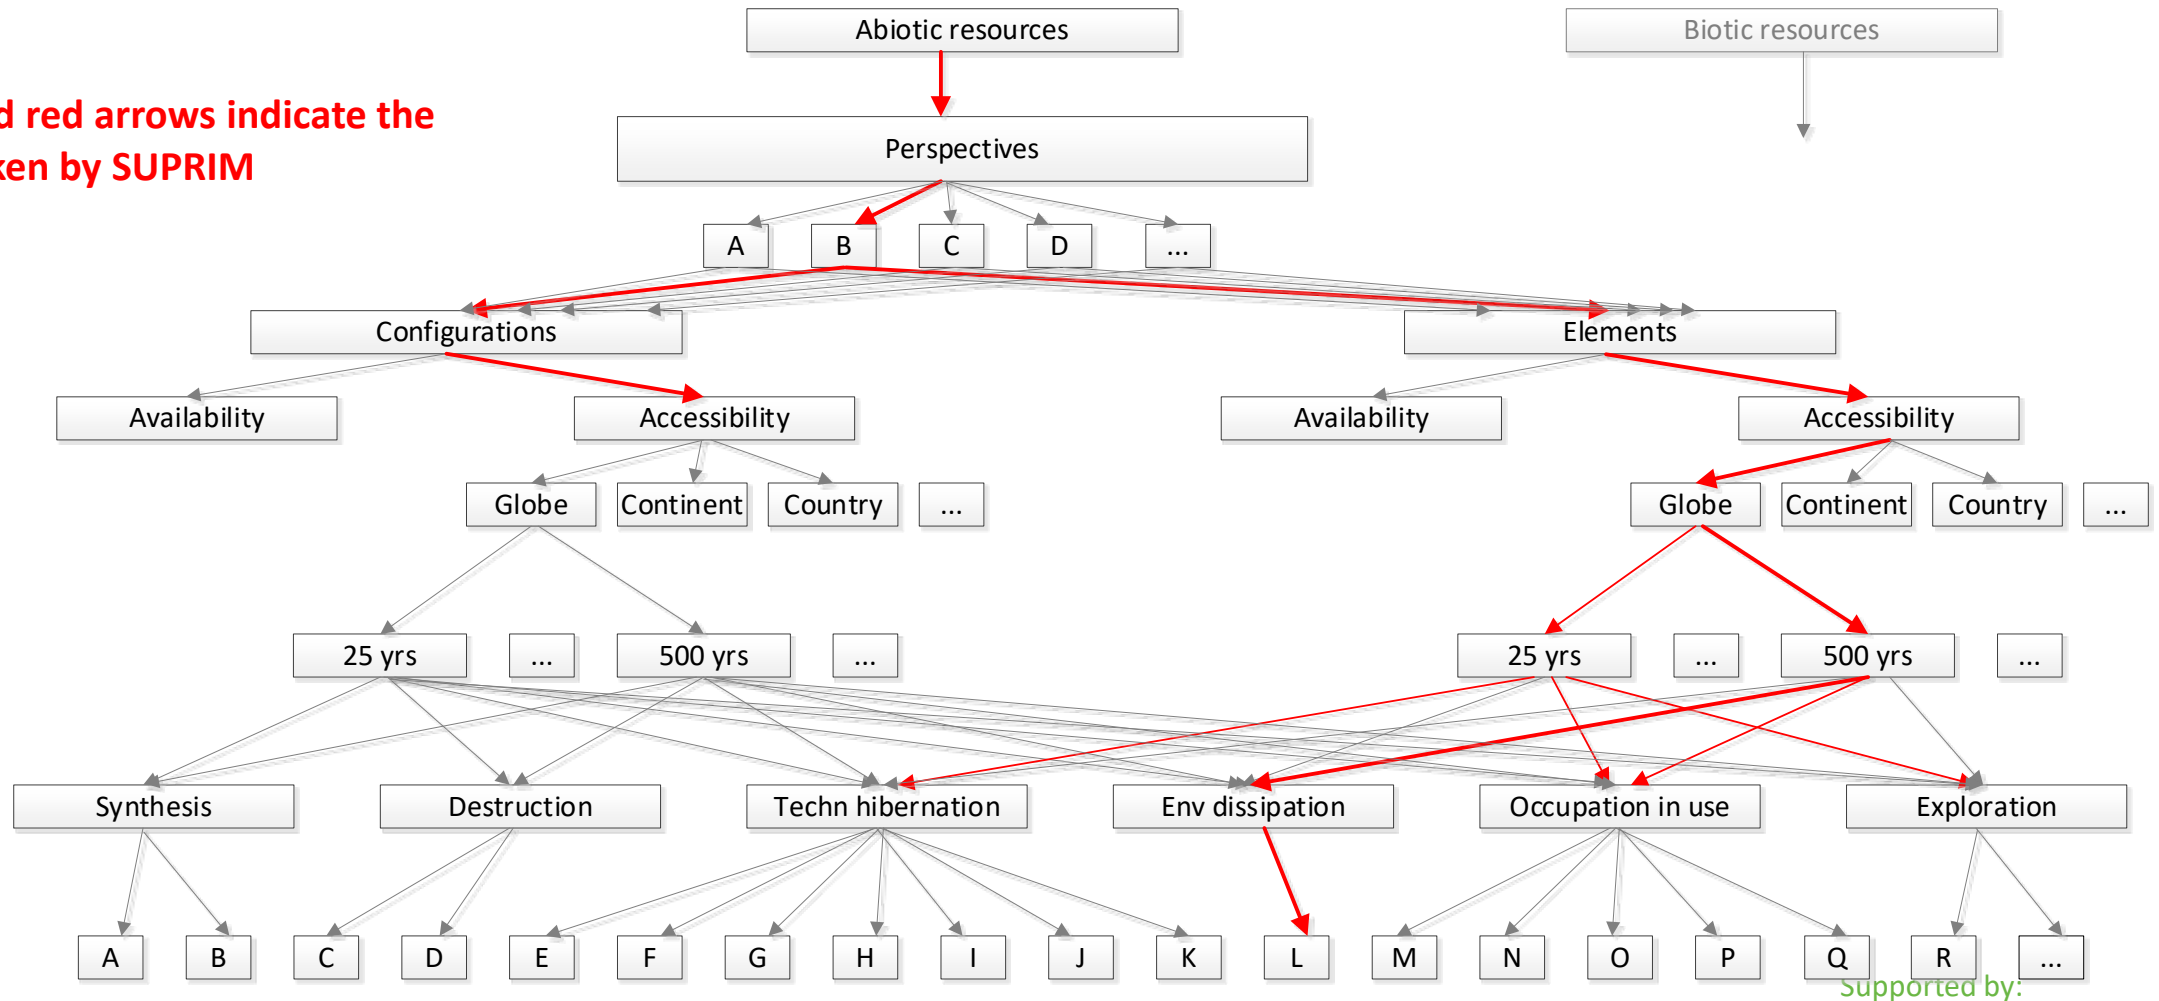 Abiotic resources
Biotic resources
red arrows indicate the
by SUPRIM
Perspectives
A B C D ...
Configurations
Elements
Availability
Accessibility
Availability
Accessibility
Globe Continent Country ...
Globe Continent Country ...
25 yrs ... 500 yrs ...
25 yrs ... 500 yrs ...
Synthesis
Destruction
Techn hibernation
Env dissipation
Occupation in use
Exploration
A B C D E F G H I J K L M N O P Q R ...
Supported by: